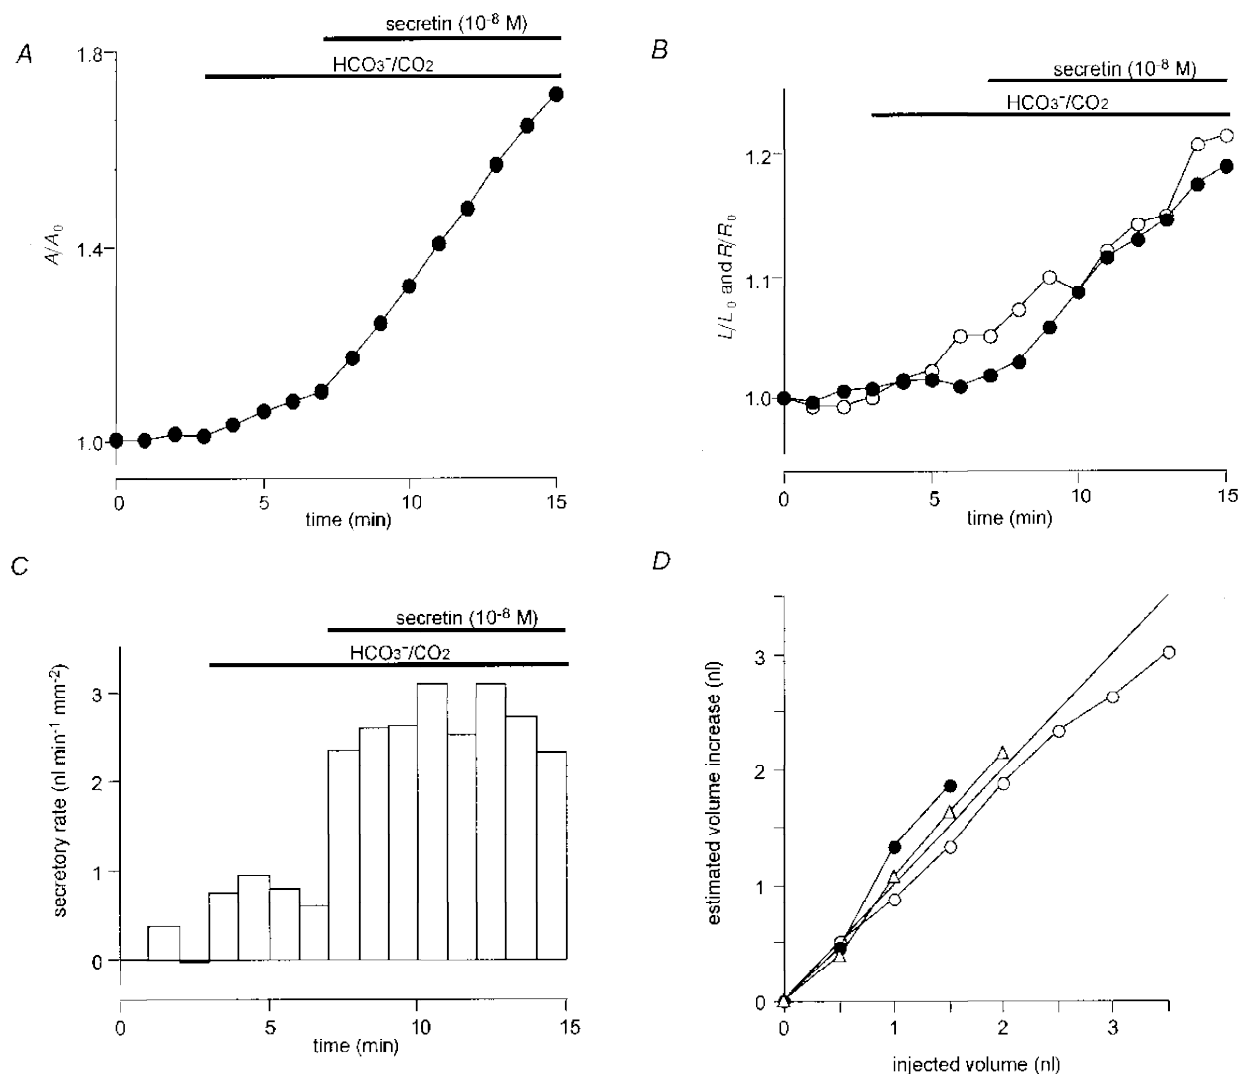 A
secretin (10⁻⁸ M)
HCO₃⁻/CO₂
1.8
1.4
1.0
A/A₀
0 5 10 15
time (min)
B
secretin (10⁻⁸ M)
HCO₃⁻/CO₂
1.2
1.1
1.0
L/L₀ and R/R₀
0 5 10 15
time (min)
C
secretin (10⁻⁸ M)
HCO₃⁻/CO₂
3
2
1
0
secretory rate (nl min⁻¹ mm⁻²)
0 5 10 15
time (min)
D
3
2
1
0
estimated volume increase (nl)
0 1 2 3
injected volume (nl)